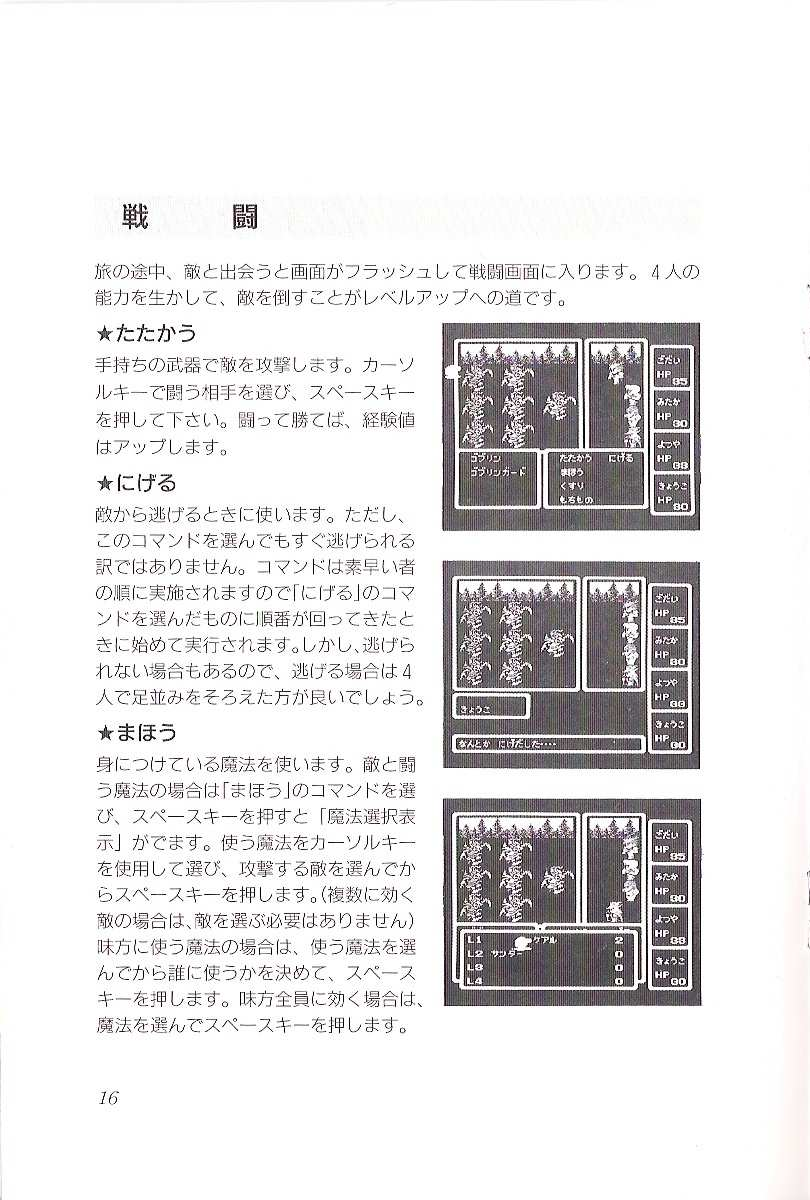 戦闘
旅の途中、敵と出会うと画面がフラッシュして戦闘画面に入ります。4人の
能力を生かして、敵を倒すことがレベルアップへの道です。
★たたかう
手持ちの武器で敵を攻撃します。カーソ
ルキーで闘う相手を選び、スペースキー
を押して下さい。闘って勝てば、経験値
はアップします。
★にげる
敵から逃げるときに使います。ただし、
このコマンドを選んでもすぐ逃げられる
訳ではありません。コマンドは素早い者
の順に実施されますので「にげる」のコマ
ンドを選んだものに順番が回ってきたと
きに始めて実行されます。しかし、逃げら
れない場合もあるので、逃げる場合は4
人で足並みをそろえた方が良いでしょう。
★まほう
身につけている魔法を使います。敵と闘
う魔法の場合は「まほう」のコマンドを選
び、スペースキーを押すと「魔法選択表
示」がでます。使う魔法をカーソルキー
を使用して選び、攻撃する敵を選んでか
らスペースキーを押します。(複数に効く
敵の場合は、敵を選ぶ必要はありません)
味方に使う魔法の場合は、使う魔法を選
んでから誰に使うかを決めて、スペース
キーを押します。味方全員に効く場合は、
魔法を選んでスペースキーを押します。
ゴブリン
ゴブリンガード
たたかう にげる
まほう
くすり
もちもの
ごだい
HP
みたか
HP
よつや
HP
きょうこ
HP
ごだい
HP
みたか
HP
よつや
HP
きょうこ
HP
きょうこ
なんとか にげだした・・・・
ごだい
HP
みたか
HP
よつや
HP
きょうこ
HP
L1 ケアル 2
L2 サンダー 0
L3 0
L4 0
16